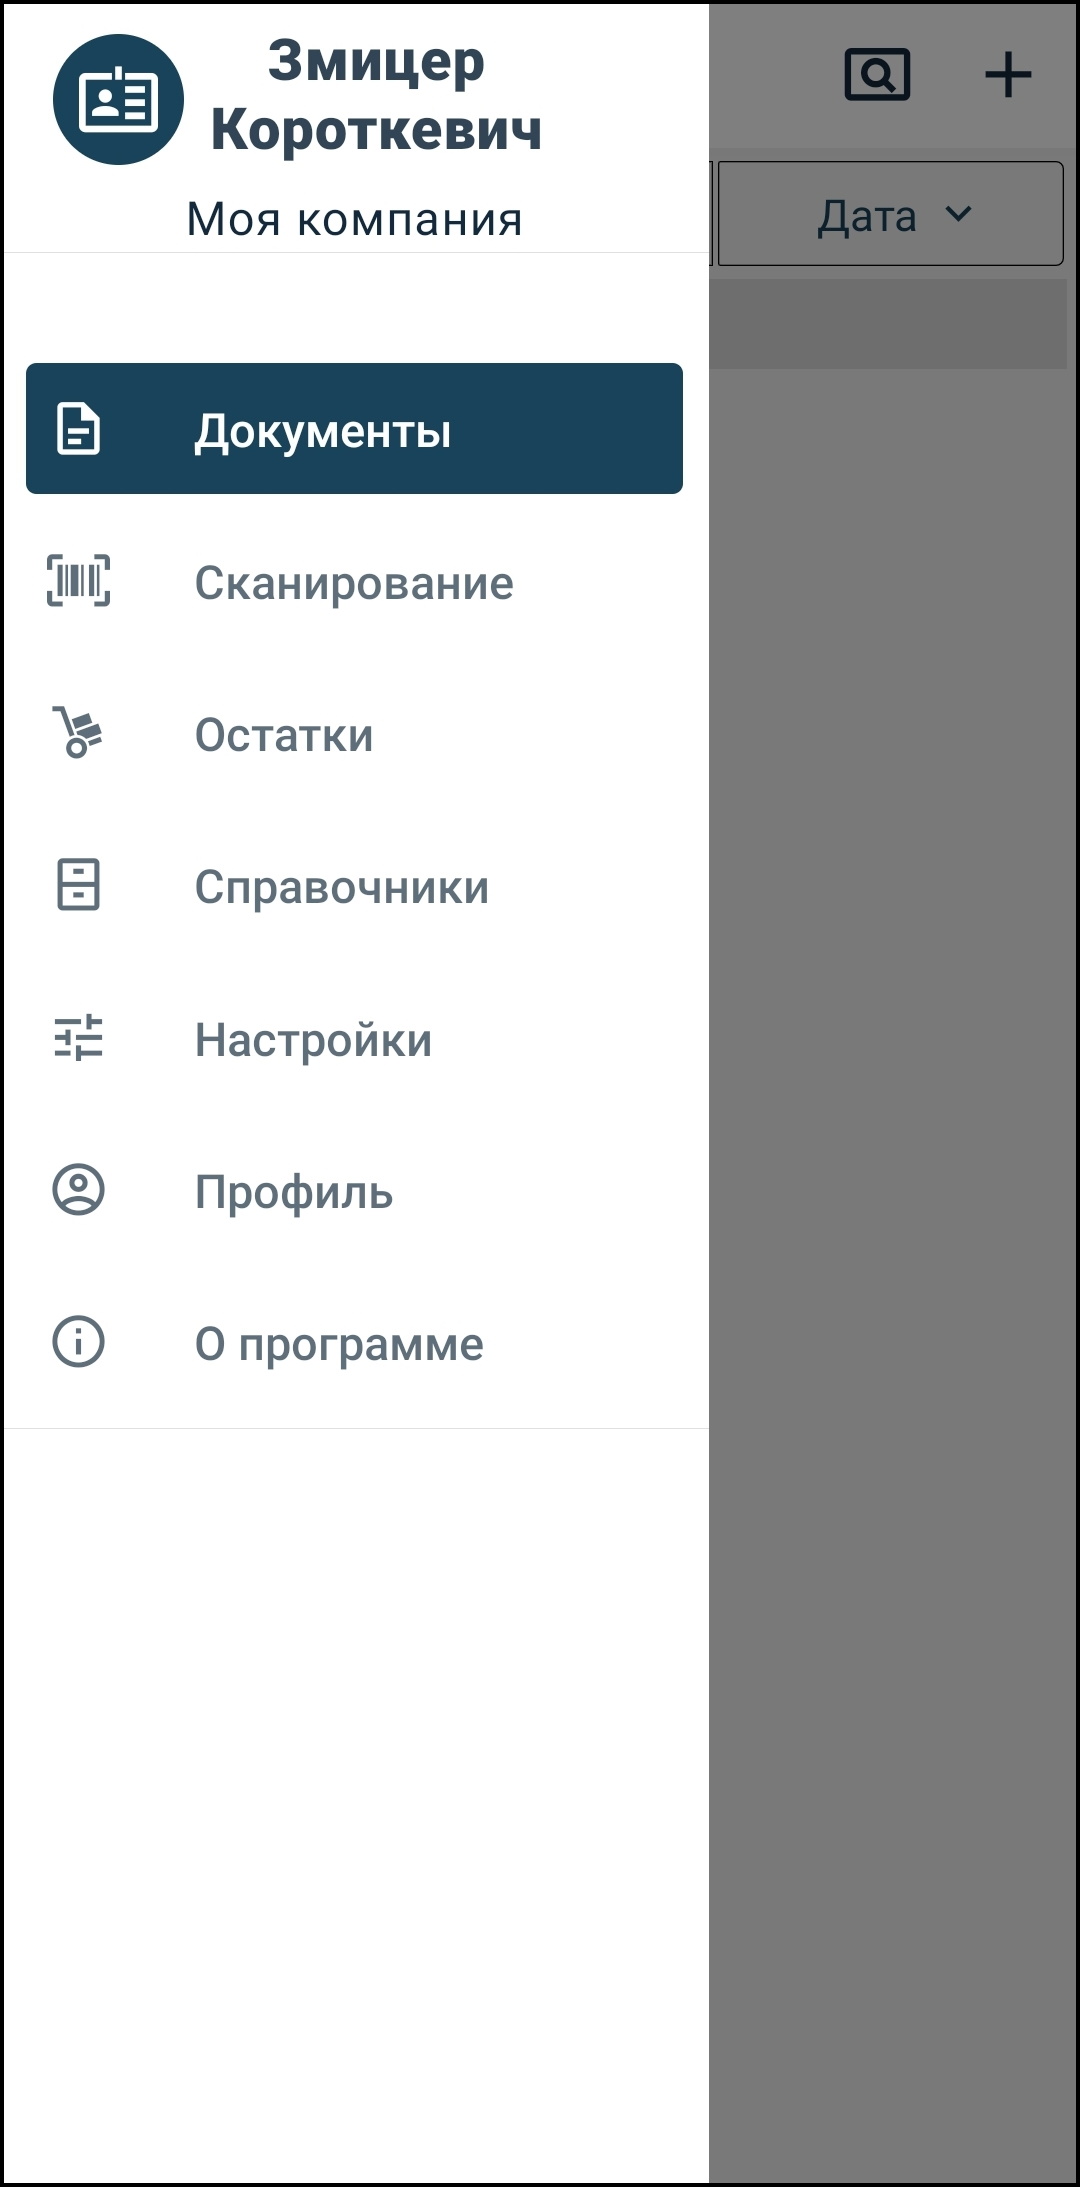 Змицер
Короткевич
Моя компания
Дата
Документы
Сканирование
Остатки
Справочники
Настройки
Профиль
О программе